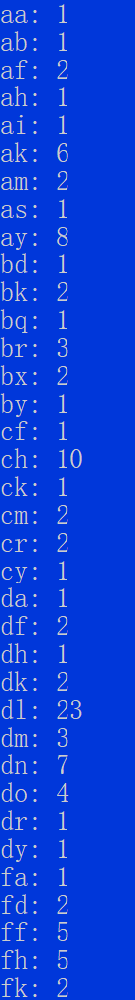 aa: 1
ab: 1
af: 2
ah: 1
ai: 1
ak: 6
am: 2
as: 1
ay: 8
bd: 1
bk: 2
bq: 1
br: 3
bx: 2
by: 1
cf: 1
ch: 10
ck: 1
cm: 2
cr: 2
cy: 1
da: 1
df: 2
dh: 1
dk: 2
dl: 23
dm: 3
dn: 7
do: 4
dr: 1
dy: 1
fa: 1
fd: 2
ff: 5
fh: 5
fk: 2